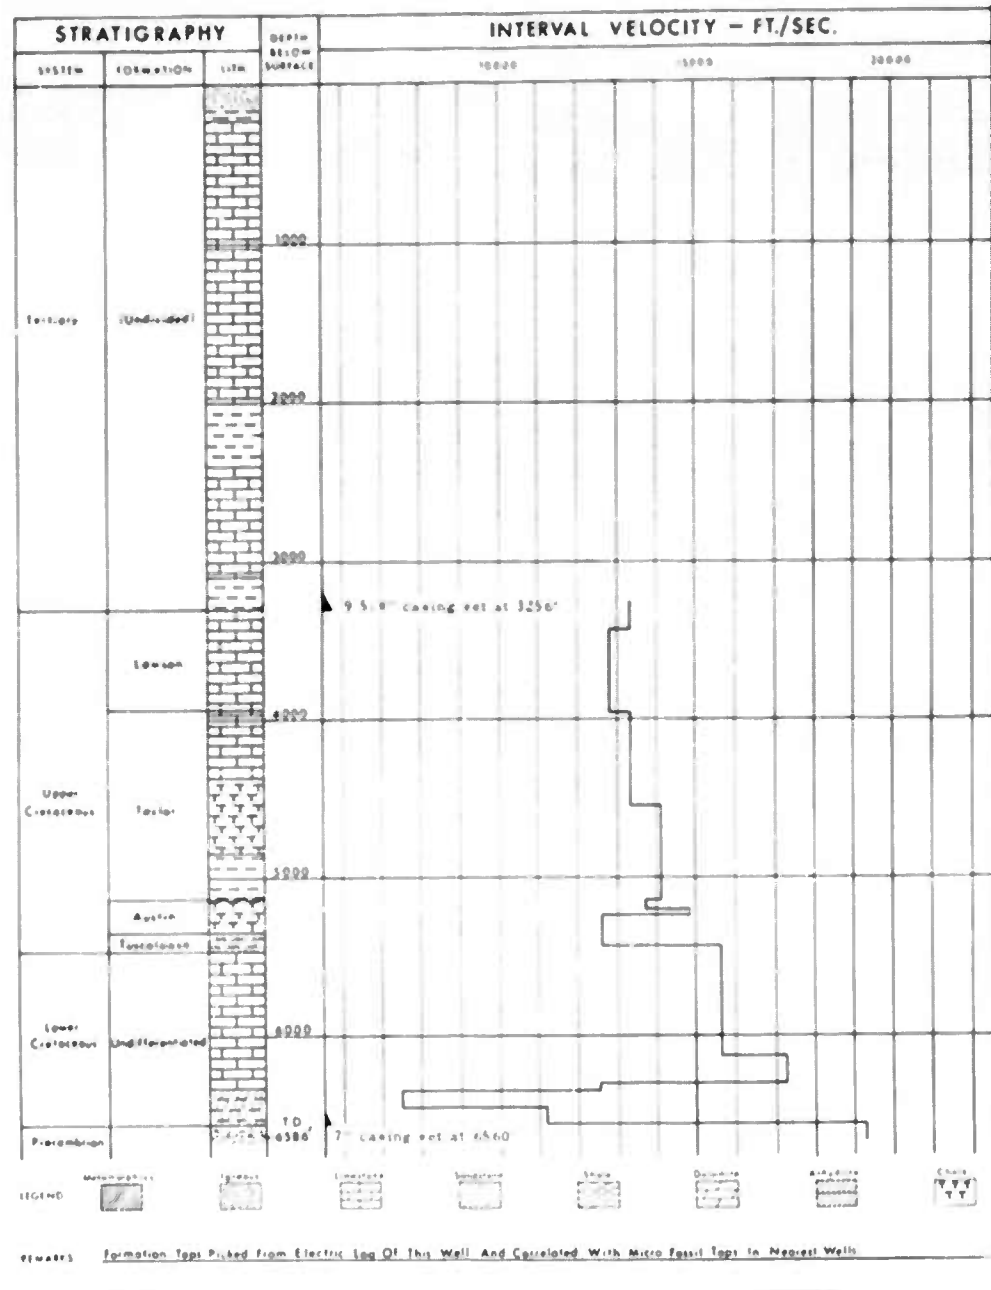 STRATIGRAPHY
INTERVAL VELOCITY – FT./SEC.
DEPTH
BELOW
SURFACE
SYSTEM FORMATION LITH
10000 15000 20000
1000
Tertiary (Undivided)
2000
3000
9 5/8" casing set at 3256'
Lawson
4000
Upper
Cretaceous
Taylor
5000
Austin
Tuscaloosa
6000
Lower
Cretaceous
Undifferentiated
T.D.
6586'
7" casing set at 6560
Precambrian
LEGEND
Metamorphics Igneous Limestone Sandstone Shale Dolomite Anhydrite Chalk
REMARKS Formation Tops Picked From Electric Log Of This Well And Correlated With Micro Fossil Tops In Nearest Wells